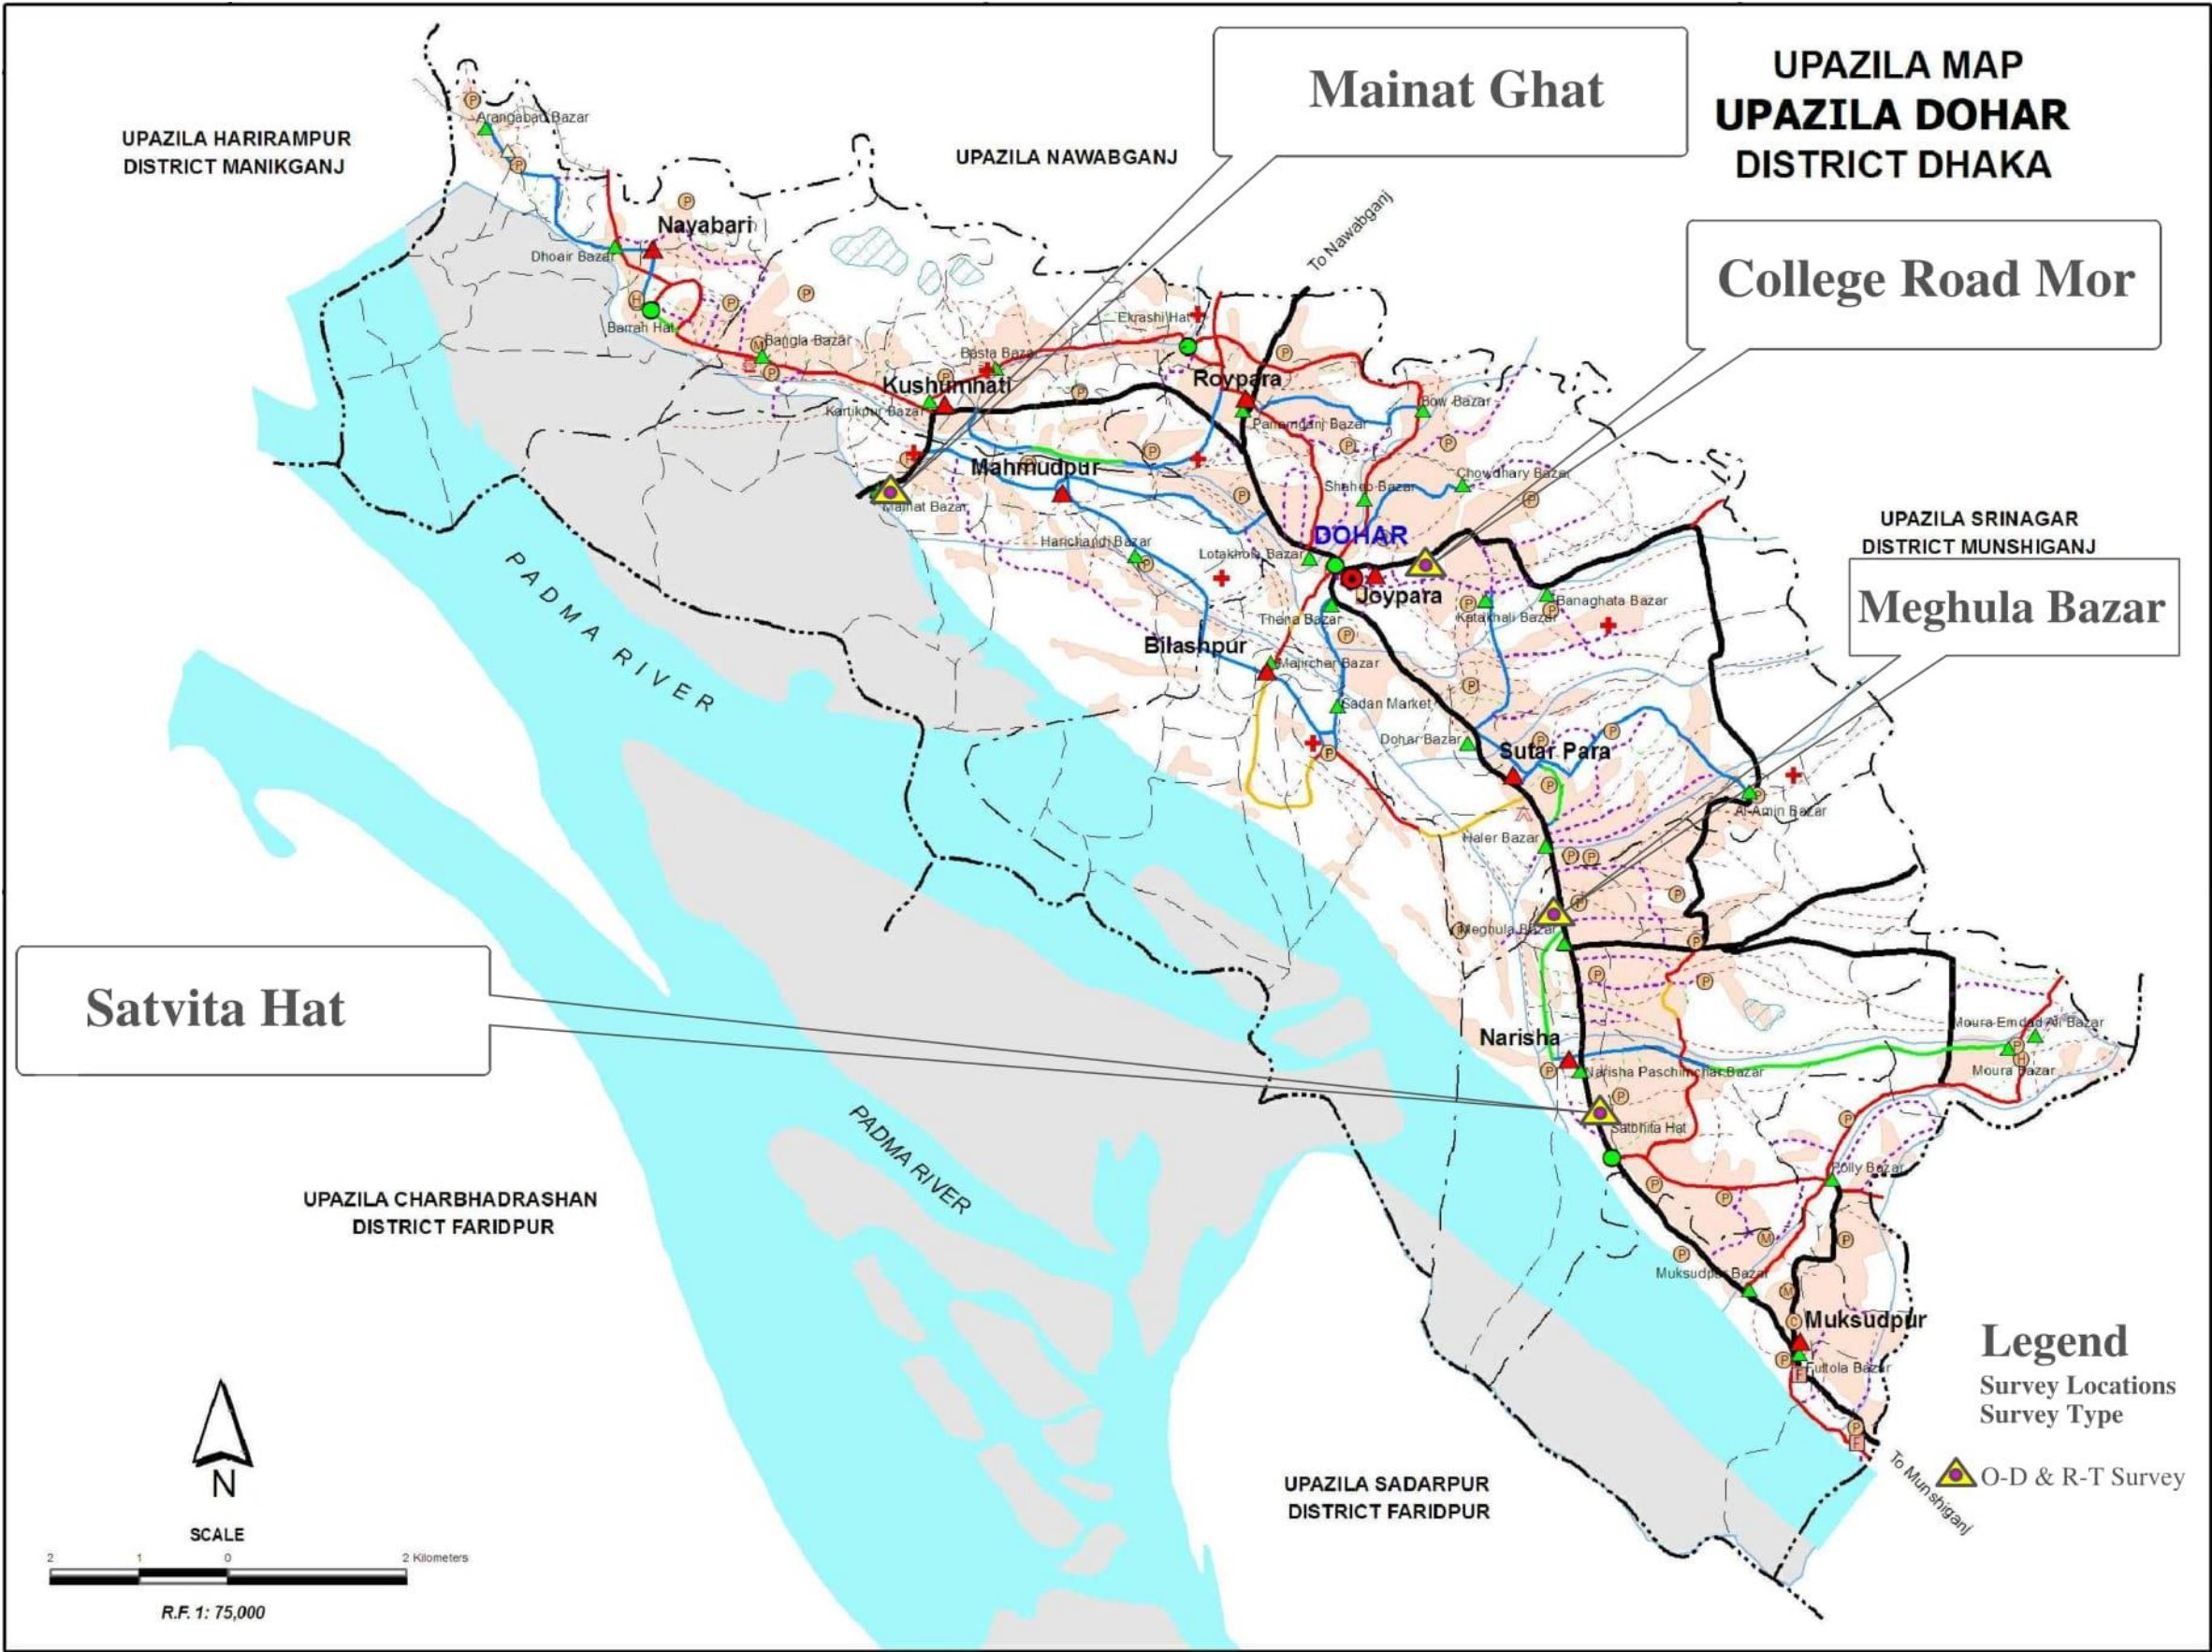 UPAZILA MAP
UPAZILA DOHAR
DISTRICT DHAKA
Mainat Ghat
College Road Mor
Meghula Bazar
Satvita Hat
UPAZILA HARIRAMPUR
DISTRICT MANIKGANJ
UPAZILA NAWABGANJ
To Nawabganj
UPAZILA SRINAGAR
DISTRICT MUNSHIGANJ
Arangabad Bazar
Nayabari
Dhoair Bazar
Barrah Hat
Bangla Bazar
Basta Bazar
Ekrashi Hat
Kushumhati
Kartikpur Bazar
Roypara
Bow Bazar
Mahmudpur
Mainat Bazar
Shaheb Bazar
Chowdhary Bazar
DOHAR
Harichandi Bazar
Lotakhola Bazar
Joypara
Banaghata Bazar
Thana Bazar
Katakhali Bazar
Bilashpur
Majirchar Bazar
Sadan Market
Dohar Bazar
Sutar Para
Al-Amin Bazar
Haler Bazar
Meghula Bazar
Narisha
Narisha Paschimchar Bazar
Moura Emdad Ali Bazar
Moura Bazar
Satbhita Hat
Polly Bazar
Muksudpur Bazar
Muksudpur
Futtola Bazar
PADMA RIVER
PADMA RIVER
UPAZILA CHARBHADRASHAN
DISTRICT FARIDPUR
UPAZILA SADARPUR
DISTRICT FARIDPUR
To Munshiganj
Legend
Survey Locations
Survey Type
O-D & R-T Survey
N
SCALE
2 1 0 2 Kilometers
R.F. 1: 75,000